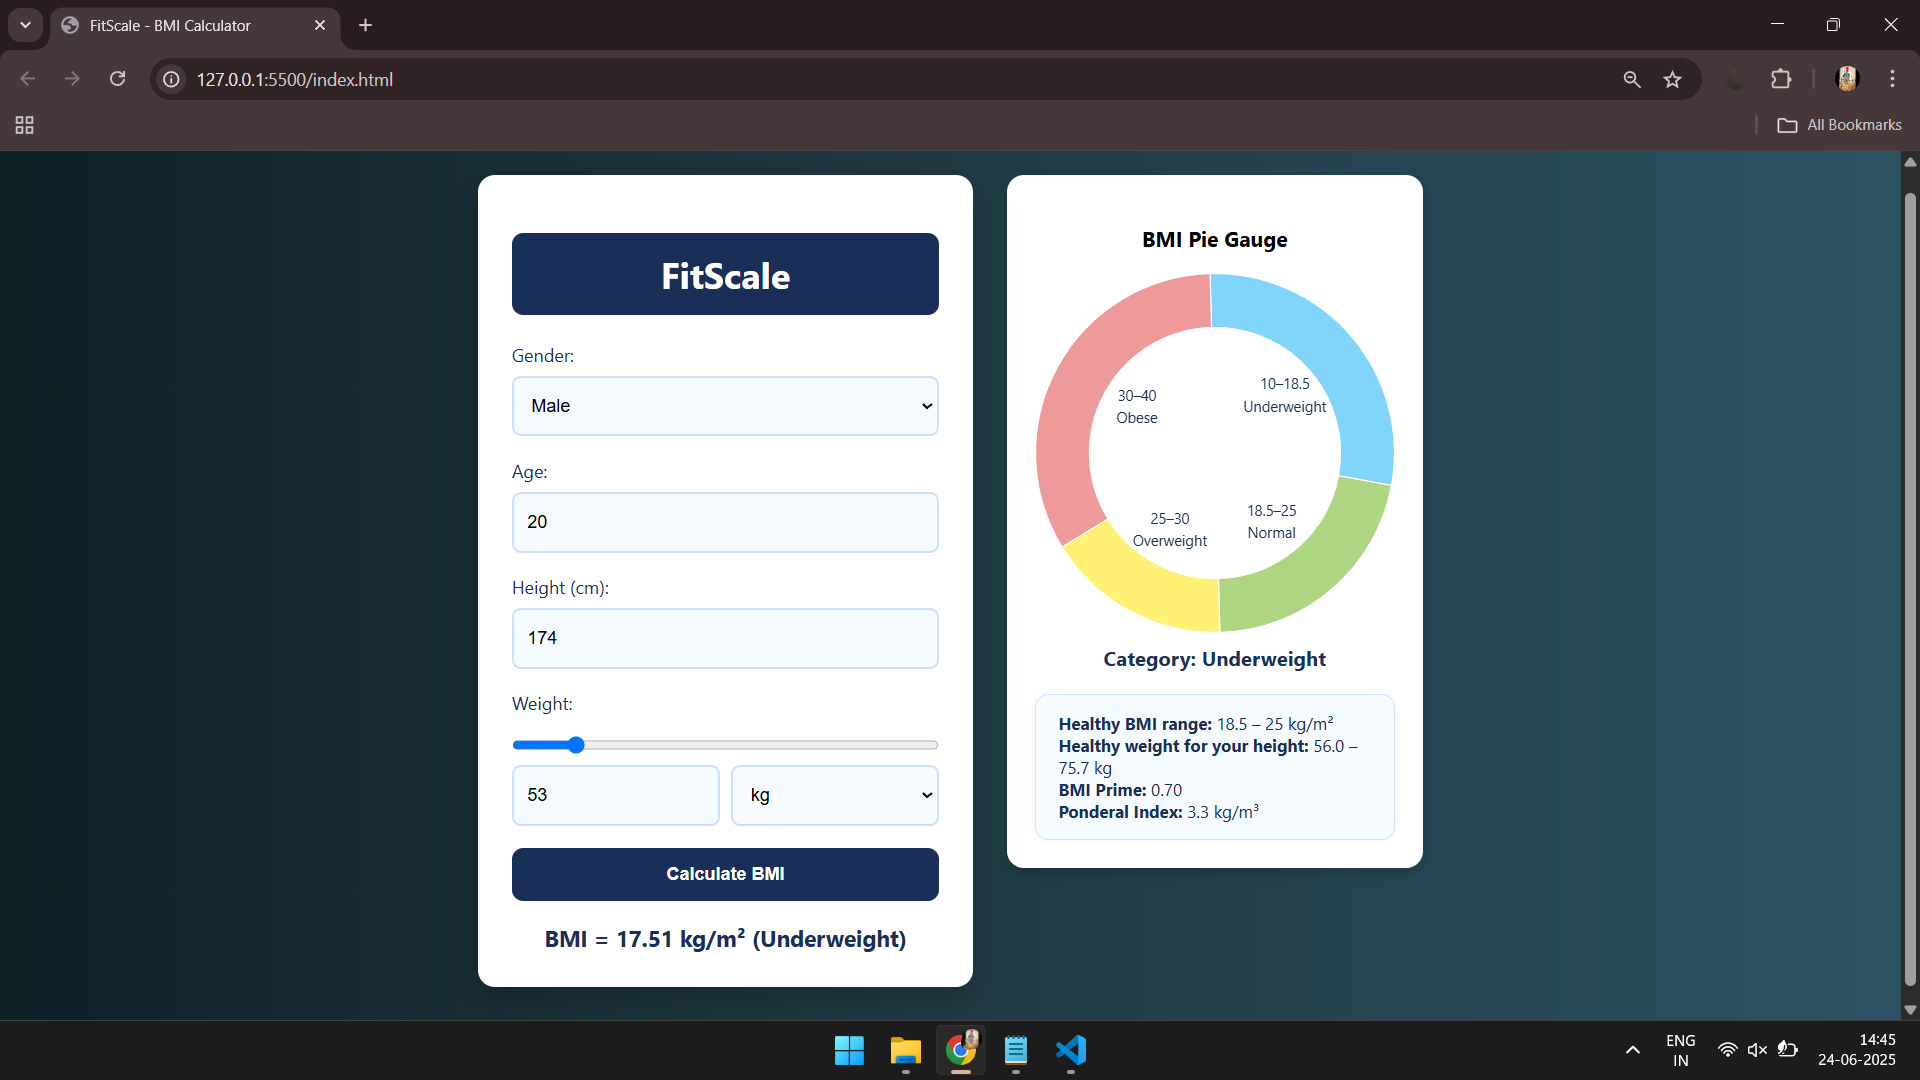 FitScale - BMI Calculator
127.0.0.1:5500/index.html
All Bookmarks
FitScale
Gender:
Male
Age:
20
Height (cm):
174
Weight:
53
kg
Calculate BMI
BMI = 17.51 kg/m² (Underweight)
BMI Pie Gauge
30–40
Obese
10–18.5
Underweight
25–30
Overweight
18.5–25
Normal
Category: Underweight
Healthy BMI range: 18.5 – 25 kg/m²
Healthy weight for your height: 56.0 –
75.7 kg
BMI Prime: 0.70
Ponderal Index: 3.3 kg/m³
ENG
IN
14:45
24-06-2025